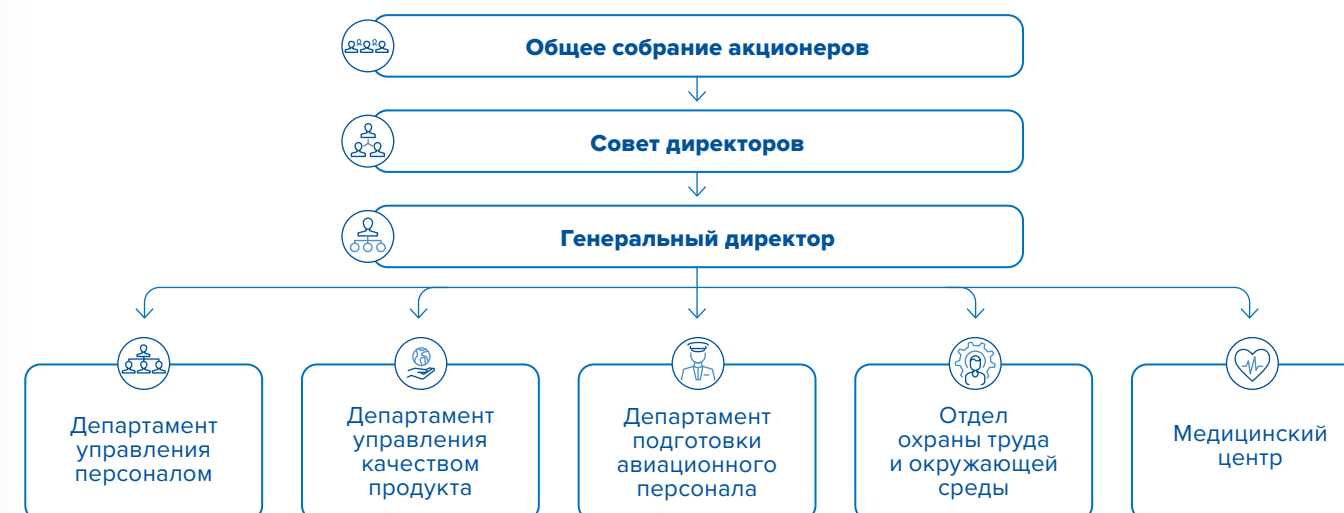 Общее собрание акционеров
Совет директоров
Генеральный директор
Департамент
управления
персоналом
Департамент
управления
качеством
продукта
Департамент
подготовки
авиационного
персонала
Отдел
охраны труда
и окружающей
среды
Медицинский
центр